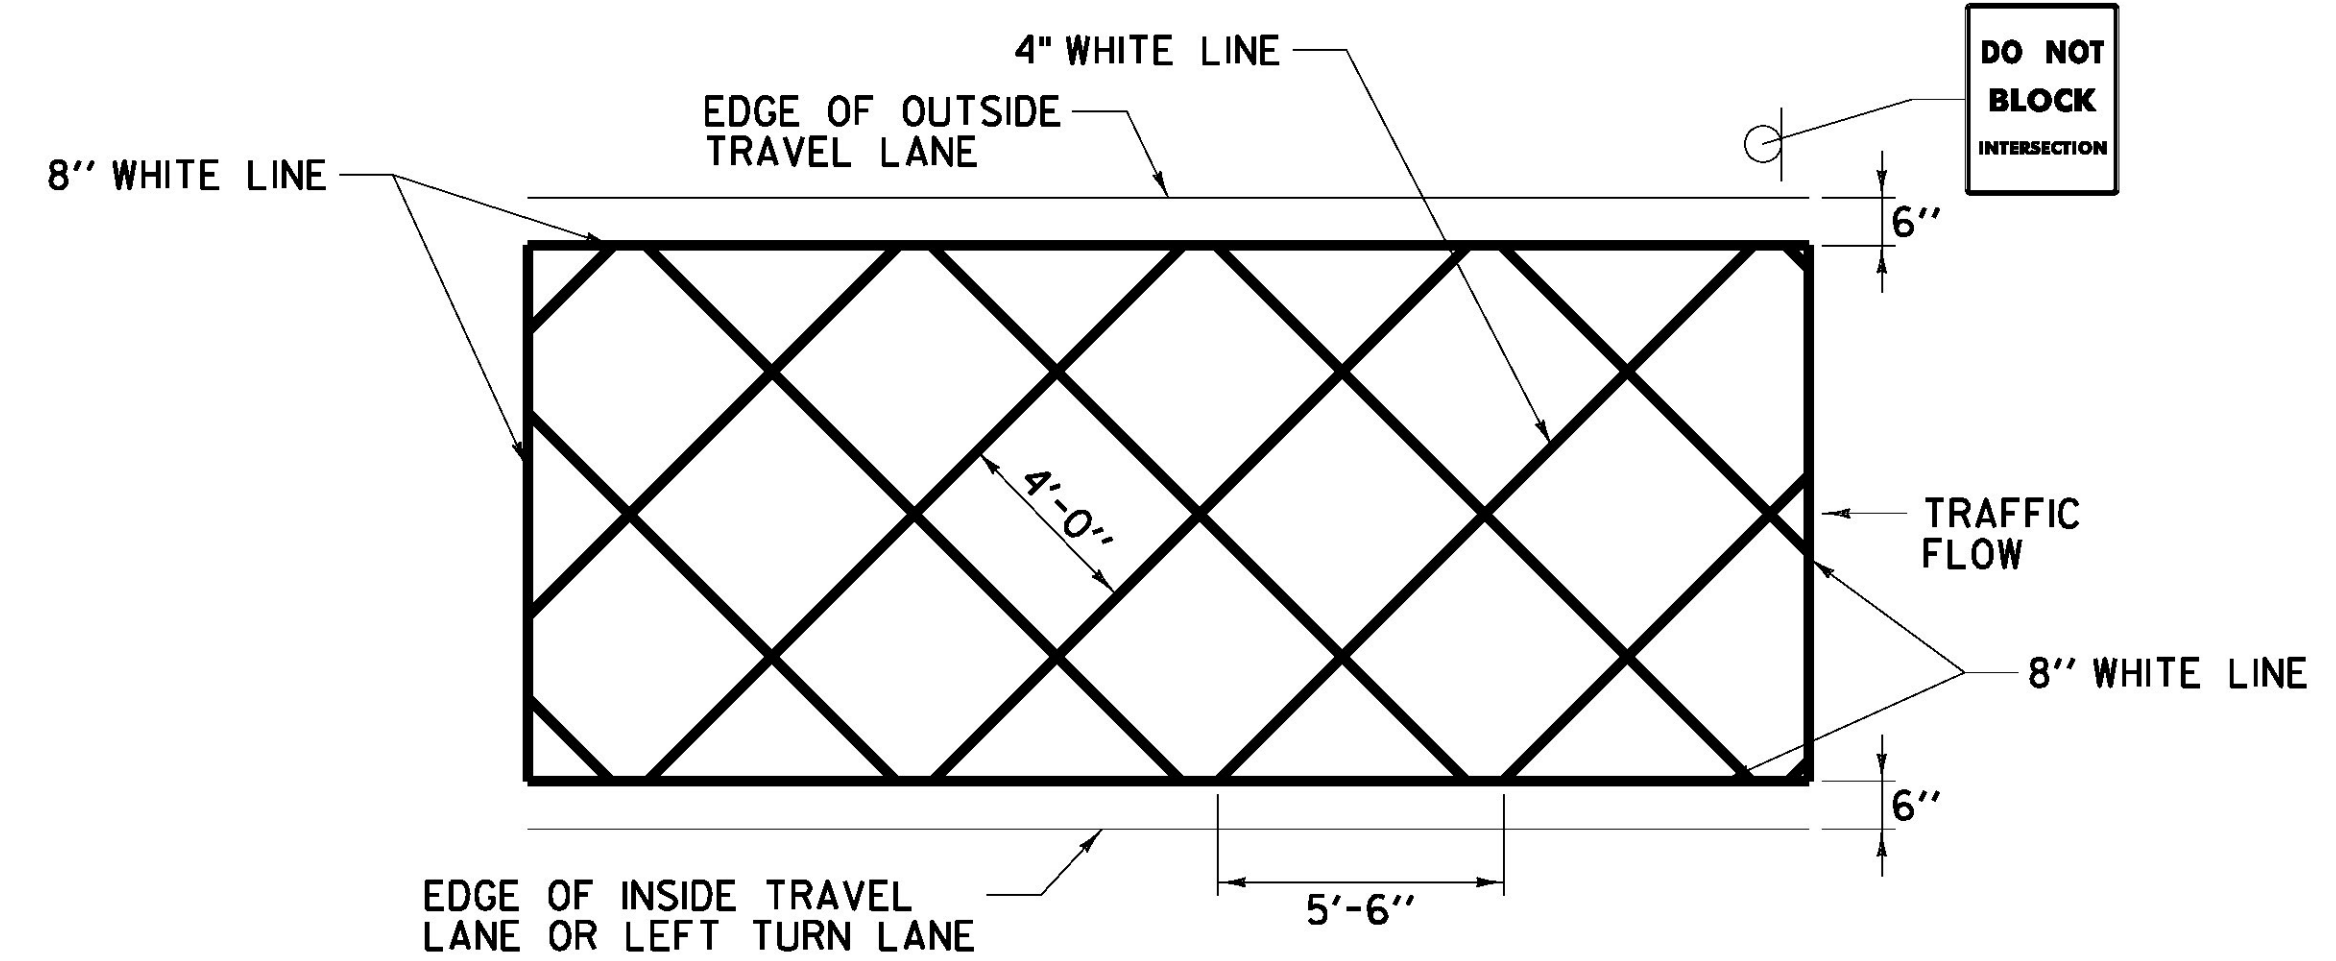 4" WHITE LINE
DO NOT
BLOCK
INTERSECTION
EDGE OF OUTSIDE
TRAVEL LANE
8'' WHITE LINE
6''
4'-0''
TRAFFIC
FLOW
8'' WHITE LINE
6''
5'-6''
EDGE OF INSIDE TRAVEL
LANE OR LEFT TURN LANE